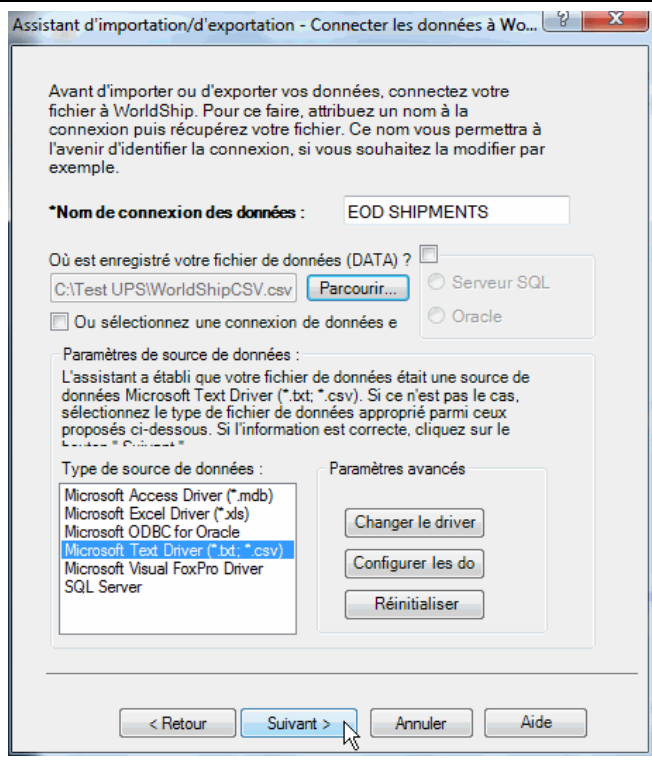 Assistant d'importation/d'exportation - Connecter les données à Wo...
Avant d'importer ou d'exporter vos données, connectez votre
fichier à WorldShip. Pour ce faire, attribuez un nom à la
connexion puis récupérez votre fichier. Ce nom vous permettra à
l'avenir d'identifier la connexion, si vous souhaitez la modifier par
exemple.
*Nom de connexion des données : EOD SHIPMENTS
Où est enregistré votre fichier de données (DATA) ?
C:\Test UPS\WorldShipCSV.csv Parcourir... Serveur SQL
Ou sélectionnez une connexion de données e Oracle
Paramètres de source de données :
L'assistant a établi que votre fichier de données était une source de
données Microsoft Text Driver (*.txt; *.csv). Si ce n'est pas le cas,
sélectionnez le type de fichier de données approprié parmi ceux
proposés ci-dessous. Si l'information est correcte, cliquez sur le
bouton " Suivant "
Type de source de données : Paramètres avancés
Microsoft Access Driver (*.mdb)
Microsoft Excel Driver (*.xls)
Microsoft ODBC for Oracle
Microsoft Text Driver (*.txt; *.csv)
Microsoft Visual FoxPro Driver
SQL Server
Changer le driver
Configurer les do
Réinitialiser
< Retour Suivant > Annuler Aide